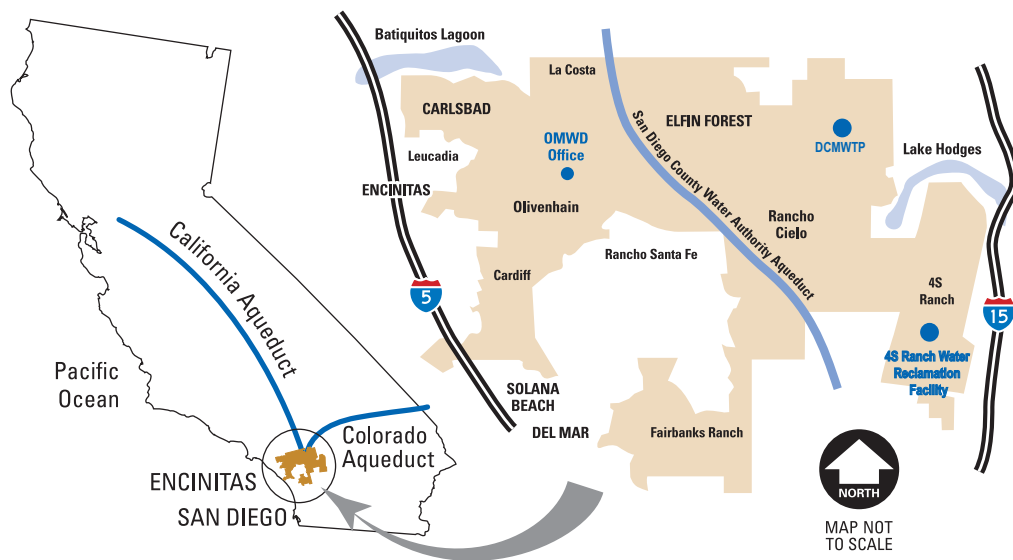 California Aqueduct
Pacific
Ocean
Colorado
Aqueduct
ENCINITAS
SAN DIEGO
Batiquitos Lagoon
La Costa
CARLSBAD
ELFIN FOREST
OMWD
Office
DCMWTP
Leucadia
Lake Hodges
ENCINITAS
Olivenhain
San Diego County Water Authority Aqueduct
Rancho
Cielo
Rancho Santa Fe
Cardiff
5
4S
Ranch
15
4S Ranch Water
Reclamation
Facility
SOLANA
BEACH
DEL MAR
Fairbanks Ranch
NORTH
MAP NOT
TO SCALE